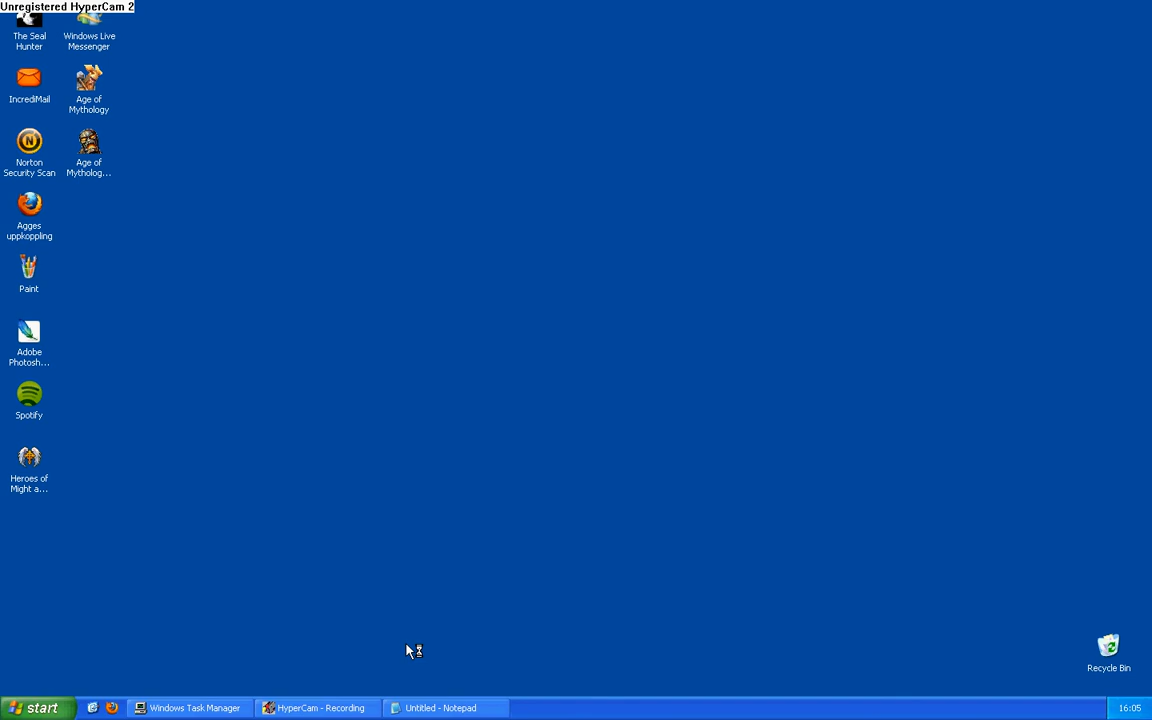 Unregistered HyperCam 2
The Seal
Hunter
Windows Live
Messenger
IncrediMail
Age of
Mythology
Norton
Security Scan
Age of
Mytholog...
Agges
uppkoppling
Paint
Adobe
Photosh...
Spotify
Heroes of
Might a...
Recycle Bin
start
Windows Task Manager
HyperCam - Recording
Untitled - Notepad
16:05